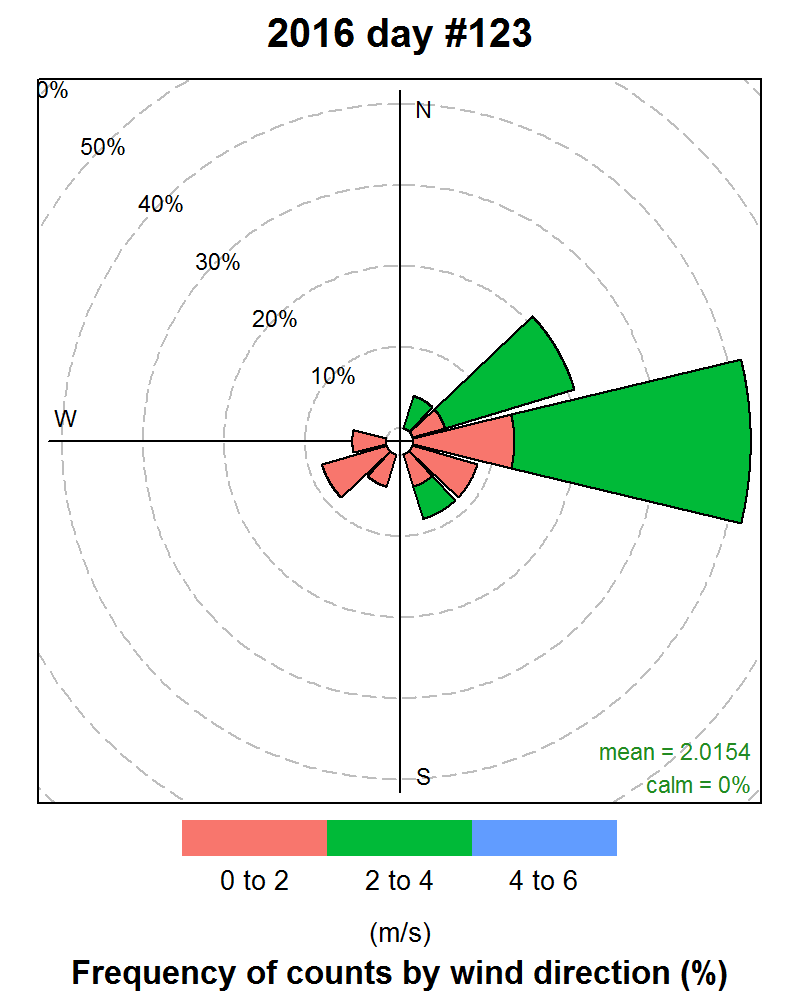 2016 day #123
0%
N
50%
40%
30%
20%
10%
W
S
mean = 2.0154
calm = 0%
0 to 2
2 to 4
4 to 6
(m/s)
Frequency of counts by wind direction (%)